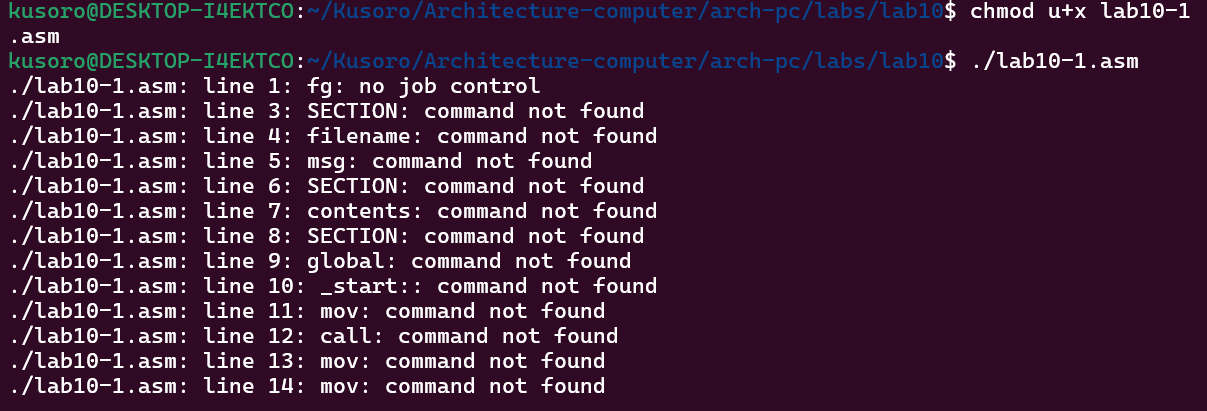 kusoro@DESKTOP-I4EKTCO:~/Kusoro/Architecture-computer/arch-pc/labs/lab10$ chmod u+x lab10-1
.asm
kusoro@DESKTOP-I4EKTCO:~/Kusoro/Architecture-computer/arch-pc/labs/lab10$ ./lab10-1.asm
./lab10-1.asm: line 1: fg: no job control
./lab10-1.asm: line 3: SECTION: command not found
./lab10-1.asm: line 4: filename: command not found
./lab10-1.asm: line 5: msg: command not found
./lab10-1.asm: line 6: SECTION: command not found
./lab10-1.asm: line 7: contents: command not found
./lab10-1.asm: line 8: SECTION: command not found
./lab10-1.asm: line 9: global: command not found
./lab10-1.asm: line 10: _start:: command not found
./lab10-1.asm: line 11: mov: command not found
./lab10-1.asm: line 12: call: command not found
./lab10-1.asm: line 13: mov: command not found
./lab10-1.asm: line 14: mov: command not found